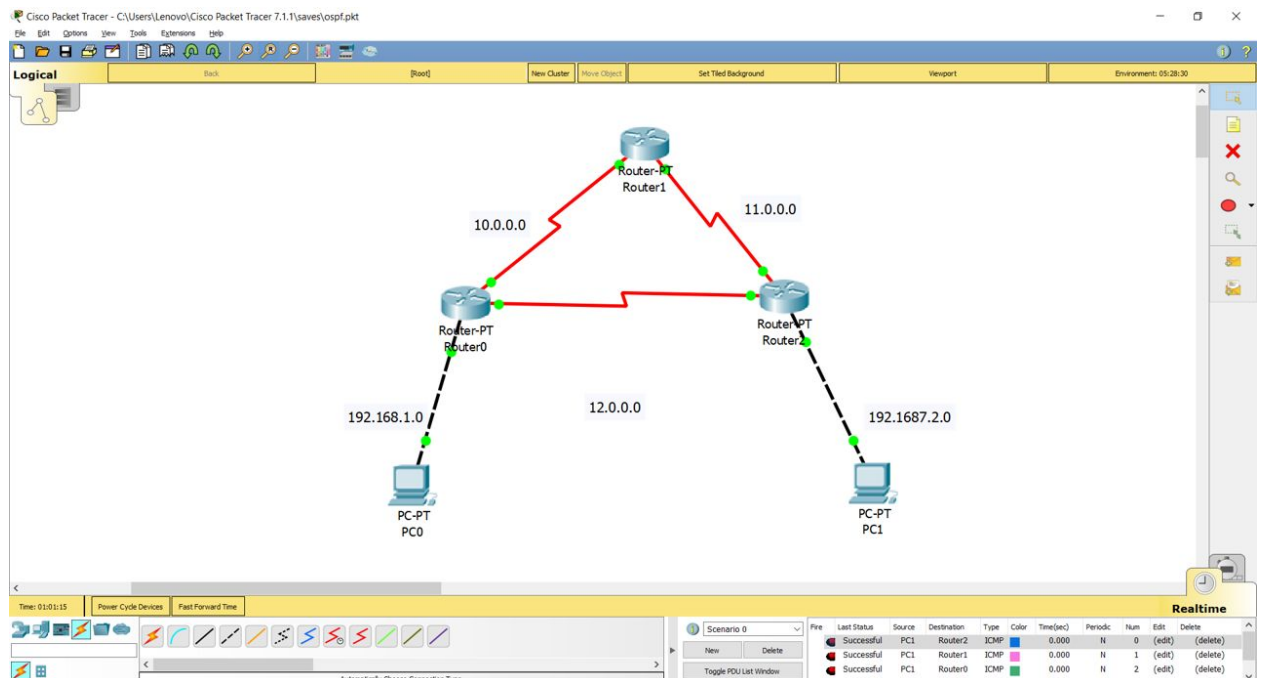 Cisco Packet Tracer - C:\Users\Lenovo\Cisco Packet Tracer 7.1.1\saves\ospf.pkt
File Edit Options View Tools Extensions Help
Logical Back [Root] New Cluster Move Object Set Tiled Background Viewport Environment: 05:28:30
Router-PT
Router1
11.0.0.0
10.0.0.0
Router-PT
Router0
Router-PT
Router2
192.168.1.0
12.0.0.0
192.1687.2.0
PC-PT
PC0
PC-PT
PC1
Time: 01:01:15 Power Cycle Devices Fast Forward Time Realtime
Scenario 0
New Delete
Toggle PDU List Window
Fire Last Status Source Destination Type Color Time(sec) Periodic Num Edit Delete
Successful PC1 Router2 ICMP 0.000 N 0 (edit) (delete)
Successful PC1 Router1 ICMP 0.000 N 1 (edit) (delete)
Successful PC1 Router0 ICMP 0.000 N 2 (edit) (delete)
Automatically Choose Connection Type